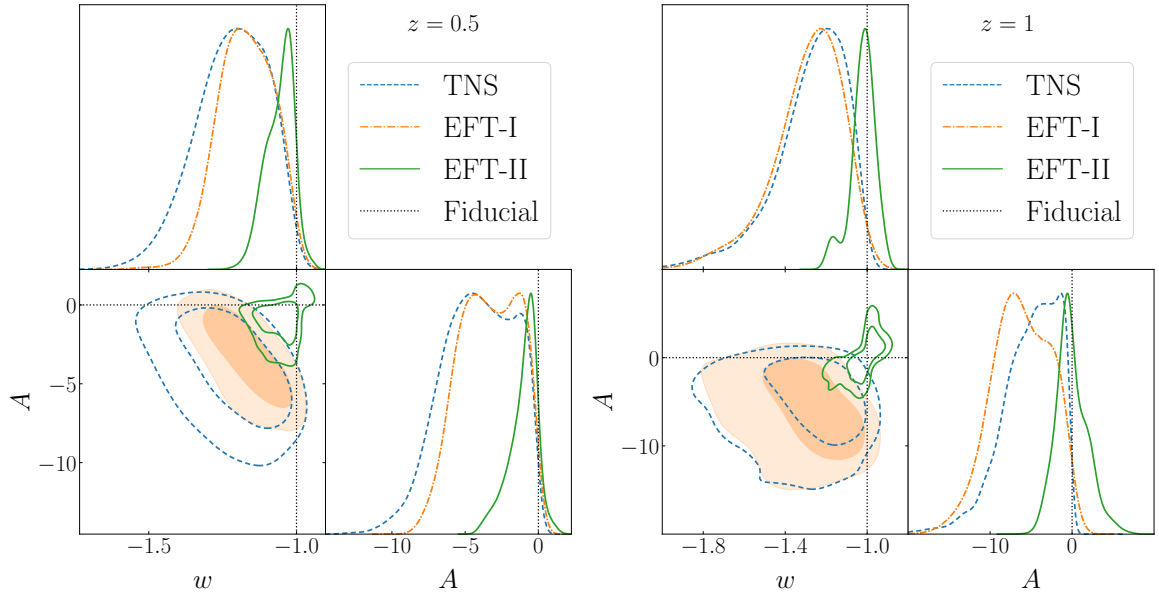 z = 0.5
TNS
EFT-I
EFT-II
Fiducial
0
−5
−10
A
−1.5
−1.0
w
−10
−5
0
A
z = 1
TNS
EFT-I
EFT-II
Fiducial
0
−10
A
−1.8
−1.4
−1.0
w
−10
0
A